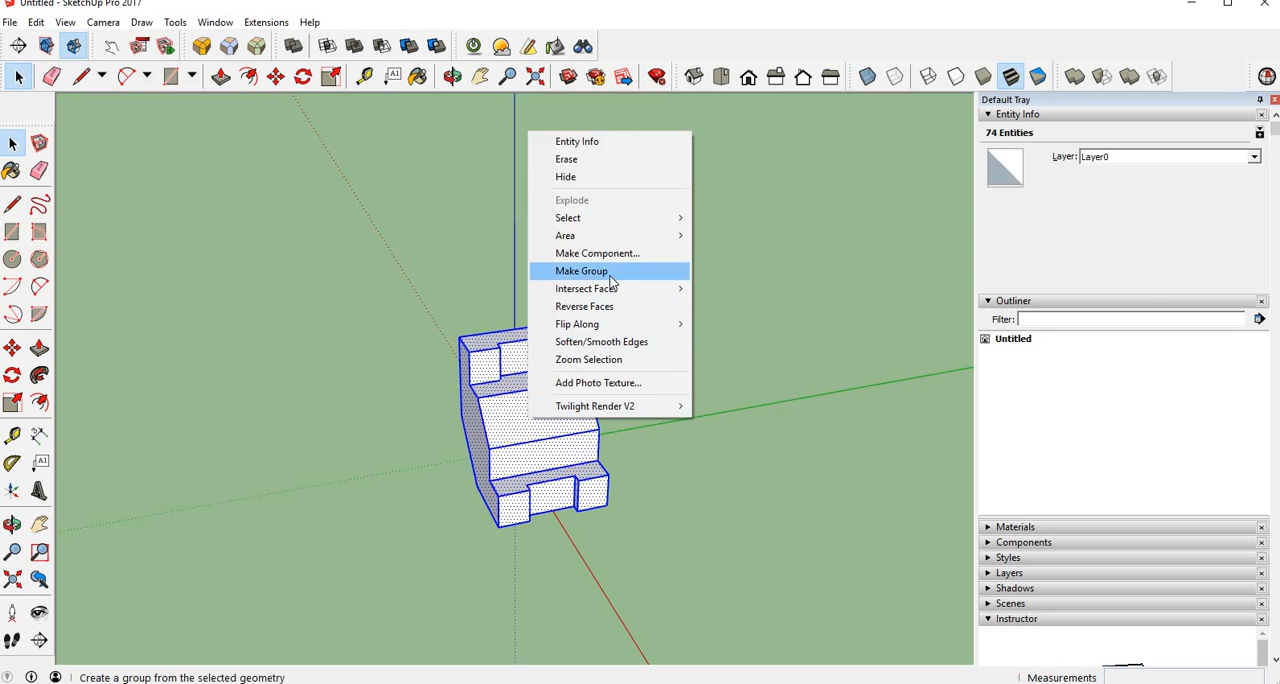 Untitled - SketchUp Pro 2017
File Edit View Camera Draw Tools Window Extensions Help
A1
Default Tray
Entity Info
74 Entities
Layer: Layer0
Entity Info
Erase
Hide
Explode
Select
Area
Make Component...
Make Group
Intersect Faces
Reverse Faces
Flip Along
Soften/Smooth Edges
Zoom Selection
Add Photo Texture...
Twilight Render V2
Outliner
Filter:
Untitled
A1
Materials
Components
Styles
Layers
Shadows
Scenes
Instructor
Create a group from the selected geometry
Measurements